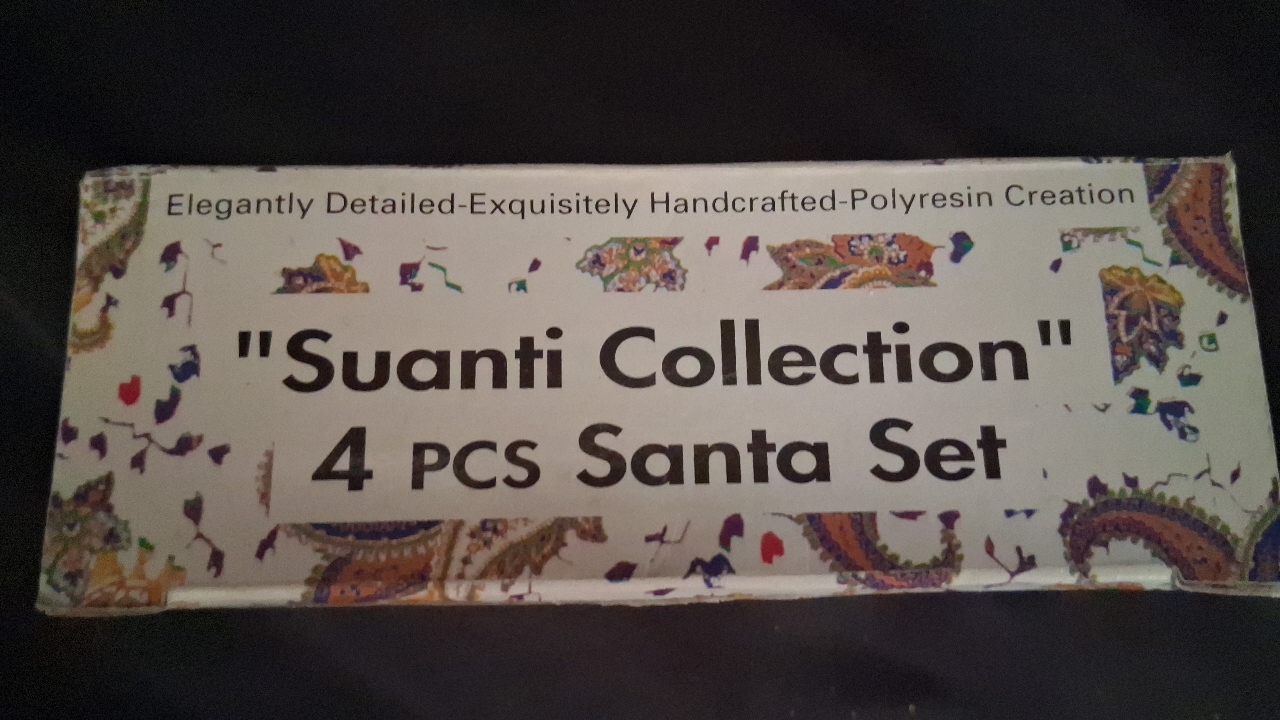 Elegantly Detailed-Exquisitely Handcrafted-Polyresin Creation
"Suanti Collection"
4 PCS Santa Set